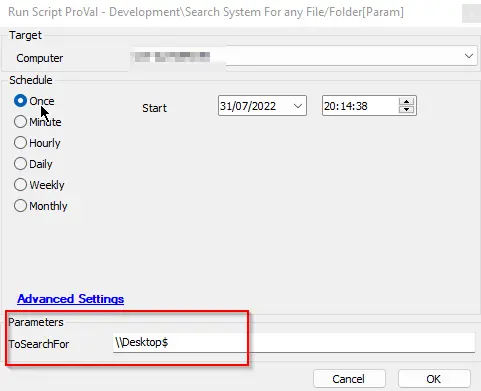 Run Script ProVal - Development\Search System For any File/Folder[Param]
Target
Computer
Schedule
Once
Start
31/07/2022
20:14:38
Minute
Hourly
Daily
Weekly
Monthly
Advanced Settings
Parameters
ToSearchFor
\\Desktop$
Cancel
OK